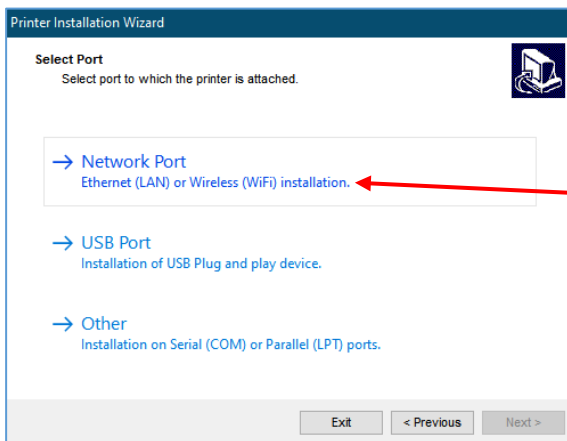 Printer Installation Wizard
Select Port
Select port to which the printer is attached.
Network Port
Ethernet (LAN) or Wireless (WiFi) installation.
USB Port
Installation of USB Plug and play device.
Other
Installation on Serial (COM) or Parallel (LPT) ports.
Exit < Previous Next >